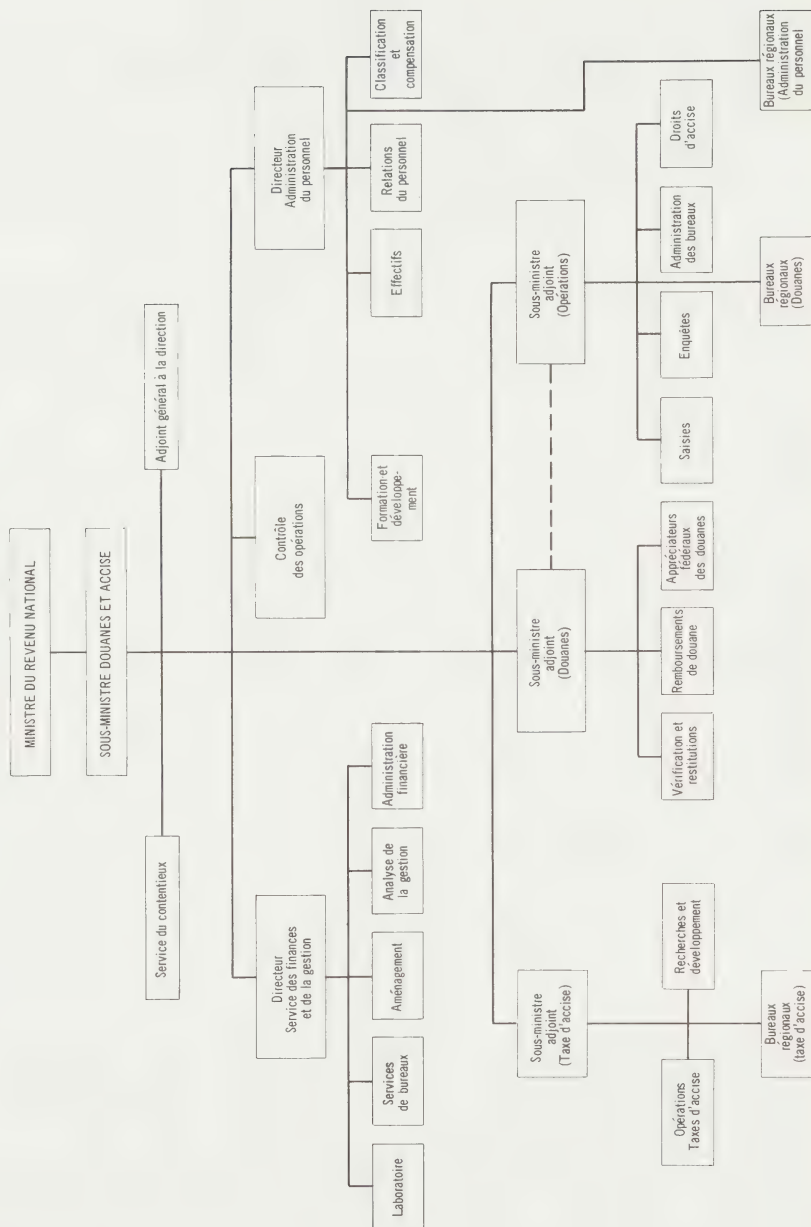 MINISTRE DU REVENU NATIONAL
SOUS-MINISTRE DOUANES ET ACCISE
Service du contentieux
Adjoint général à la direction
Directeur
Service des finances
et de la gestion
Contrôle
des opérations
Directeur
Administration
du personnel
Laboratoire
Services
de bureaux
Aménagement
Analyse de
la gestion
Administration
financière
Formation et
développe-
ment
Effectifs
Relations
du personnel
Classification
et
compensation
Sous-ministre
adjoint
(Taxe d'accise)
Sous-ministre
adjoint
(Douanes)
Sous-ministre
adjoint
(Opérations)
Opérations
Taxes d'accise
Recherches et
développement
Vérification et
restitutions
Remboursements
de douane
Appréciateurs
fédéraux
des douanes
Saisies
Enquêtes
Administration
des bureaux
Droits
d'accise
Bureaux
régionaux
(taxe d'accise)
Bureaux
régionaux
(Douanes)
Bureaux régionaux
(Administration
du personnel